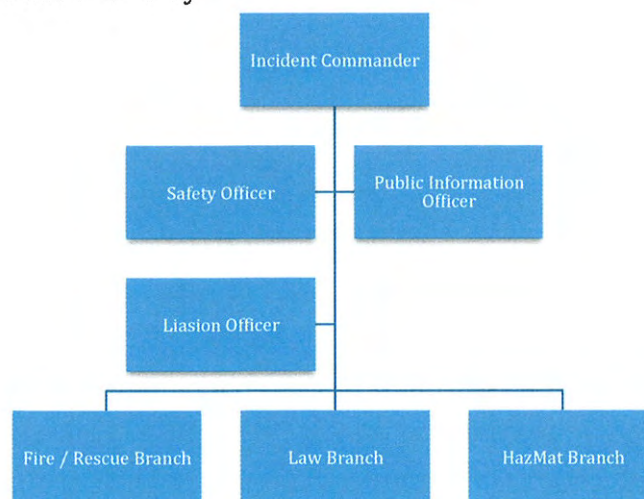 Incident Commander
Safety Officer
Public Information
Officer
Liasion Officer
Fire / Rescue Branch
Law Branch
HazMat Branch